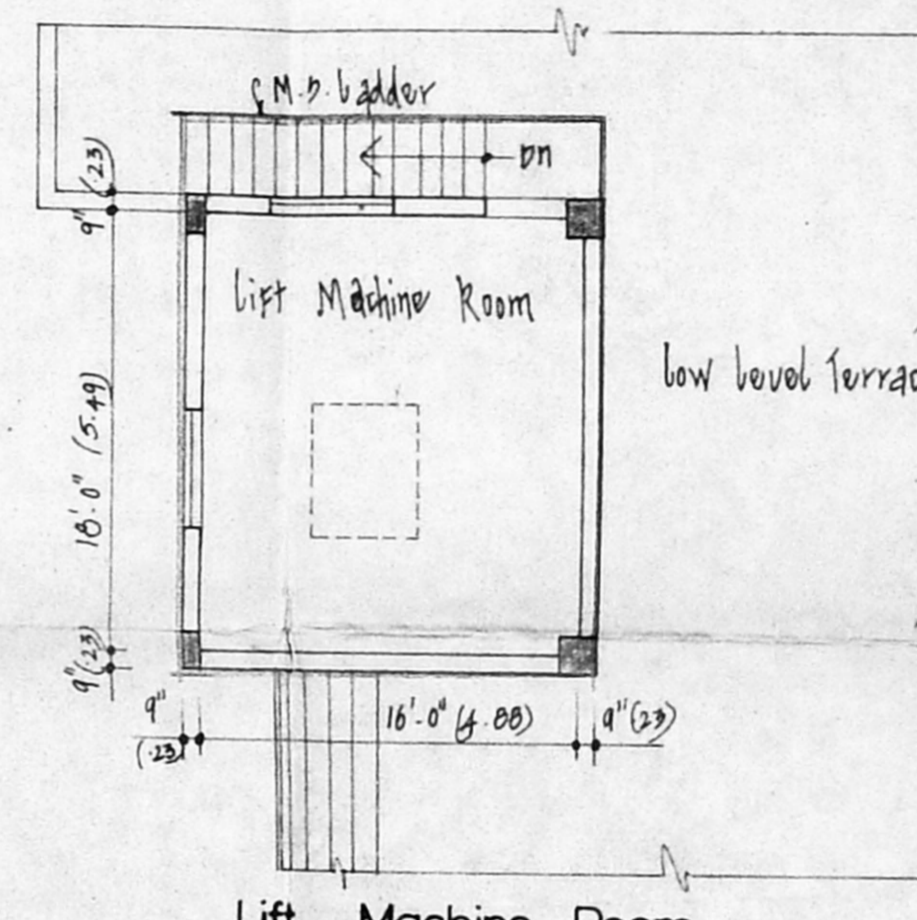 M.S. Ladder
DN
9" (.23)
Lift Machine Room
Low Level Terrac
18'-0" (5.49)
9" (.23)
9"
(.23)
16'-0" (4.88)
9" (23)
Lift Machine Room